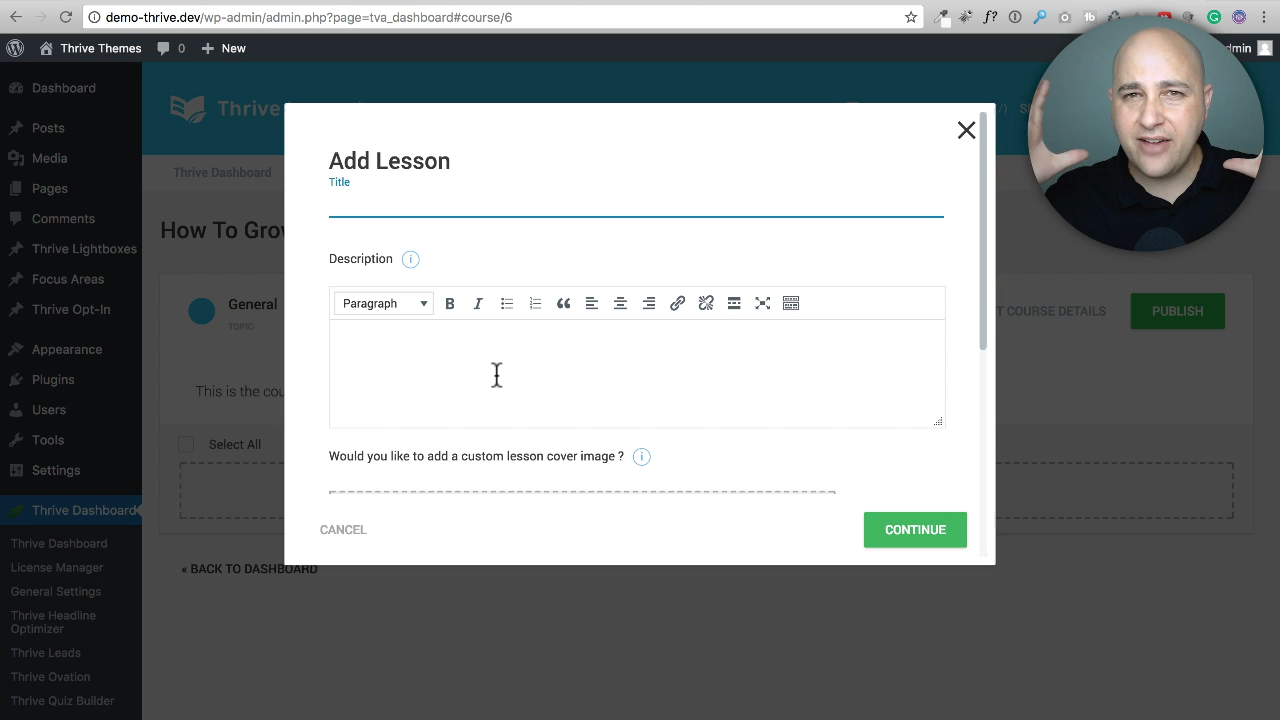 demo-thrive.dev/wp-admin/admin.php?page=tva_dashboard#course/6
Thrive Themes 0 New
Dashboard
Posts
Media
Pages
Comments
Thrive Lightboxes
Focus Areas
Thrive Opt-In
Appearance
Plugins
Users
Tools
Settings
Thrive Dashboard
Thrive Dashboard
License Manager
General Settings
Thrive Headline
Optimizer
Thrive Leads
Thrive Ovation
Thrive Quiz Builder
Thrive
Thrive Dashboard
How To Grow
General
TOPIC
COURSE DETAILS
PUBLISH
This is the
Select All
« BACK TO DASHBOARD
Add Lesson
Title
Description
Paragraph
Would you like to add a custom lesson cover image ?
CANCEL
CONTINUE